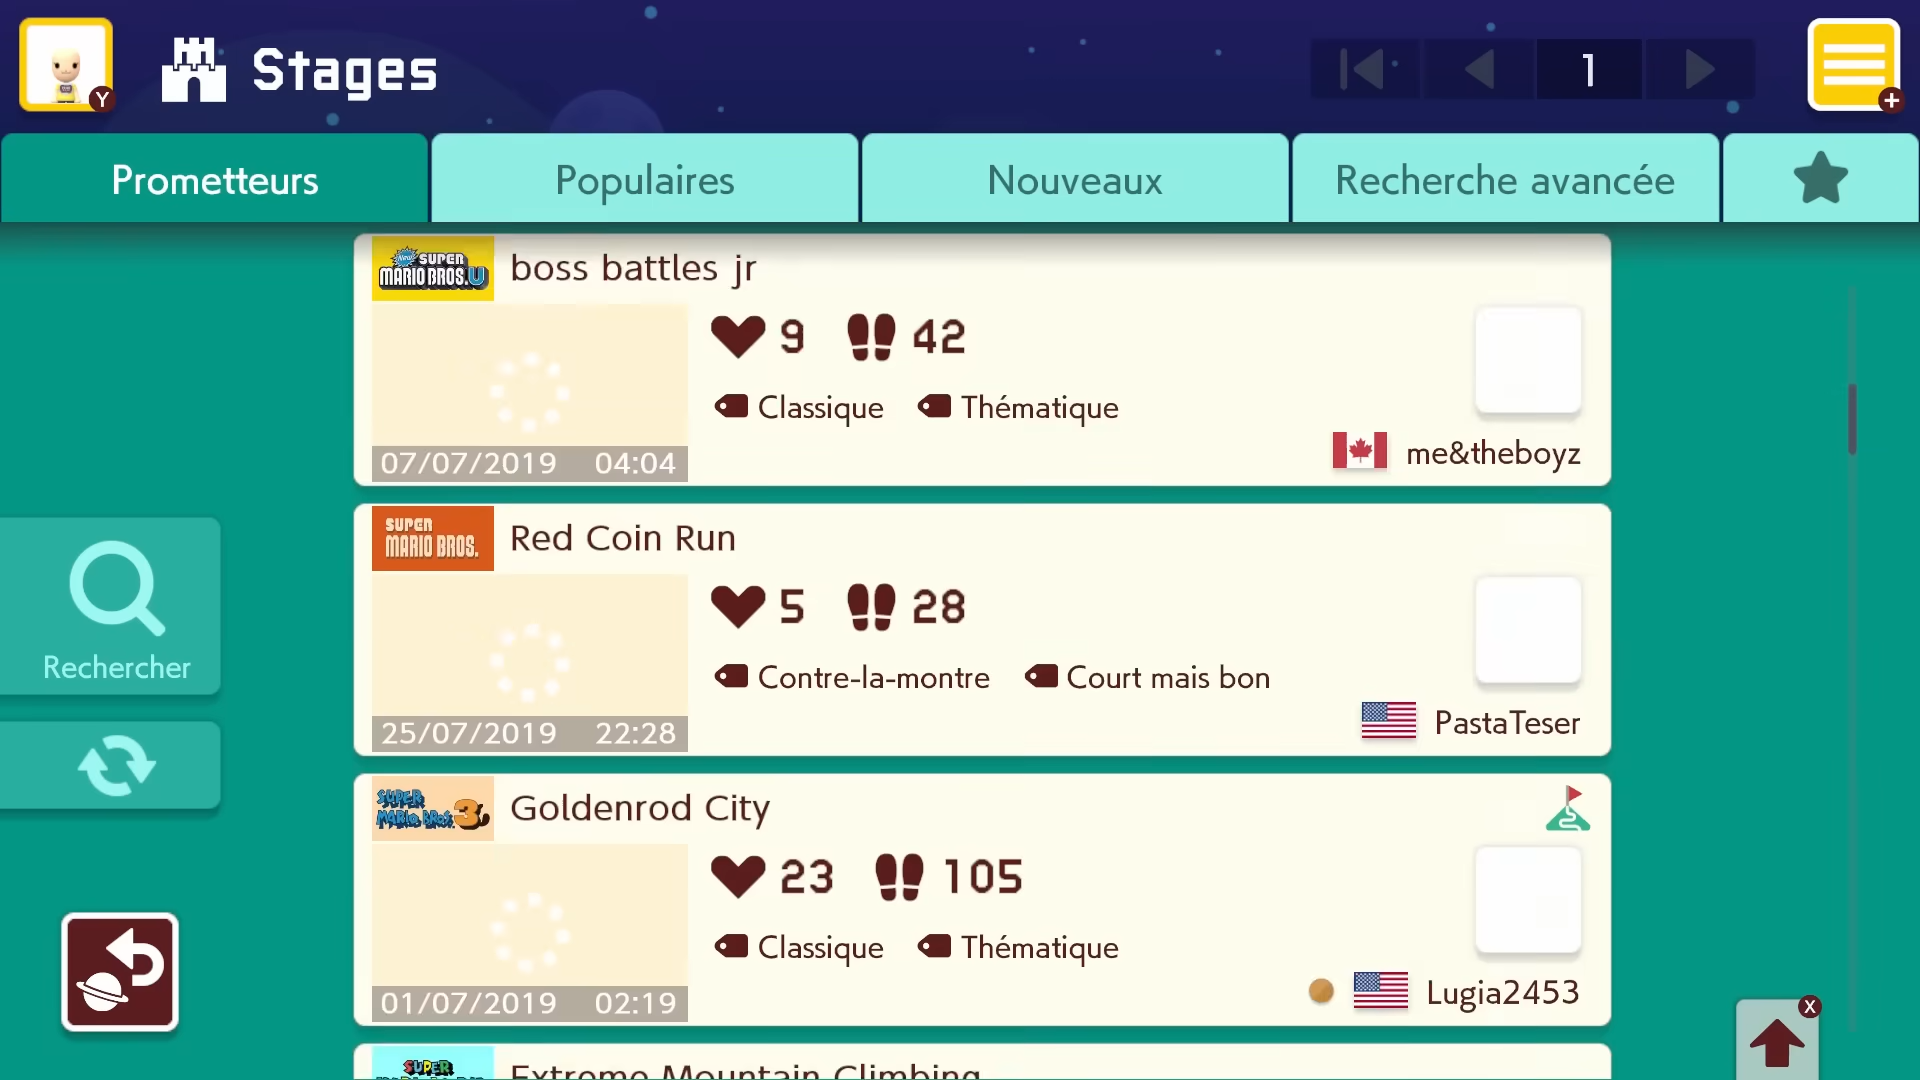 Y
Stages
1
+
Prometteurs
Populaires
Nouveaux
Recherche avancée
New SUPER MARIO BROS. U
boss battles jr
9
42
Classique
Thématique
07/07/2019 04:04
me&theboyz
SUPER MARIO BROS.
Red Coin Run
5
28
Contre-la-montre
Court mais bon
25/07/2019 22:28
PastaTeser
Rechercher
SUPER MARIO BROS. 3
Goldenrod City
23
105
Classique
Thématique
01/07/2019 02:19
Lugia2453
X
SUPER
Extreme Mountain Climbing